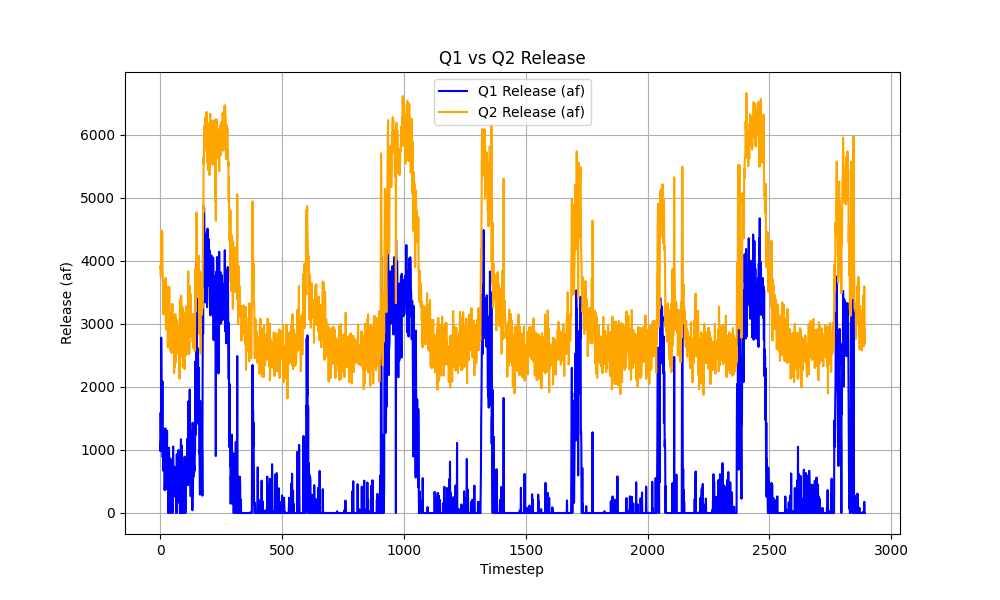 Q1 vs Q2 Release
Q1 Release (af)
Q2 Release (af)
Release (af)
6000
5000
4000
3000
2000
1000
0
0 500 1000 1500 2000 2500 3000
Timestep